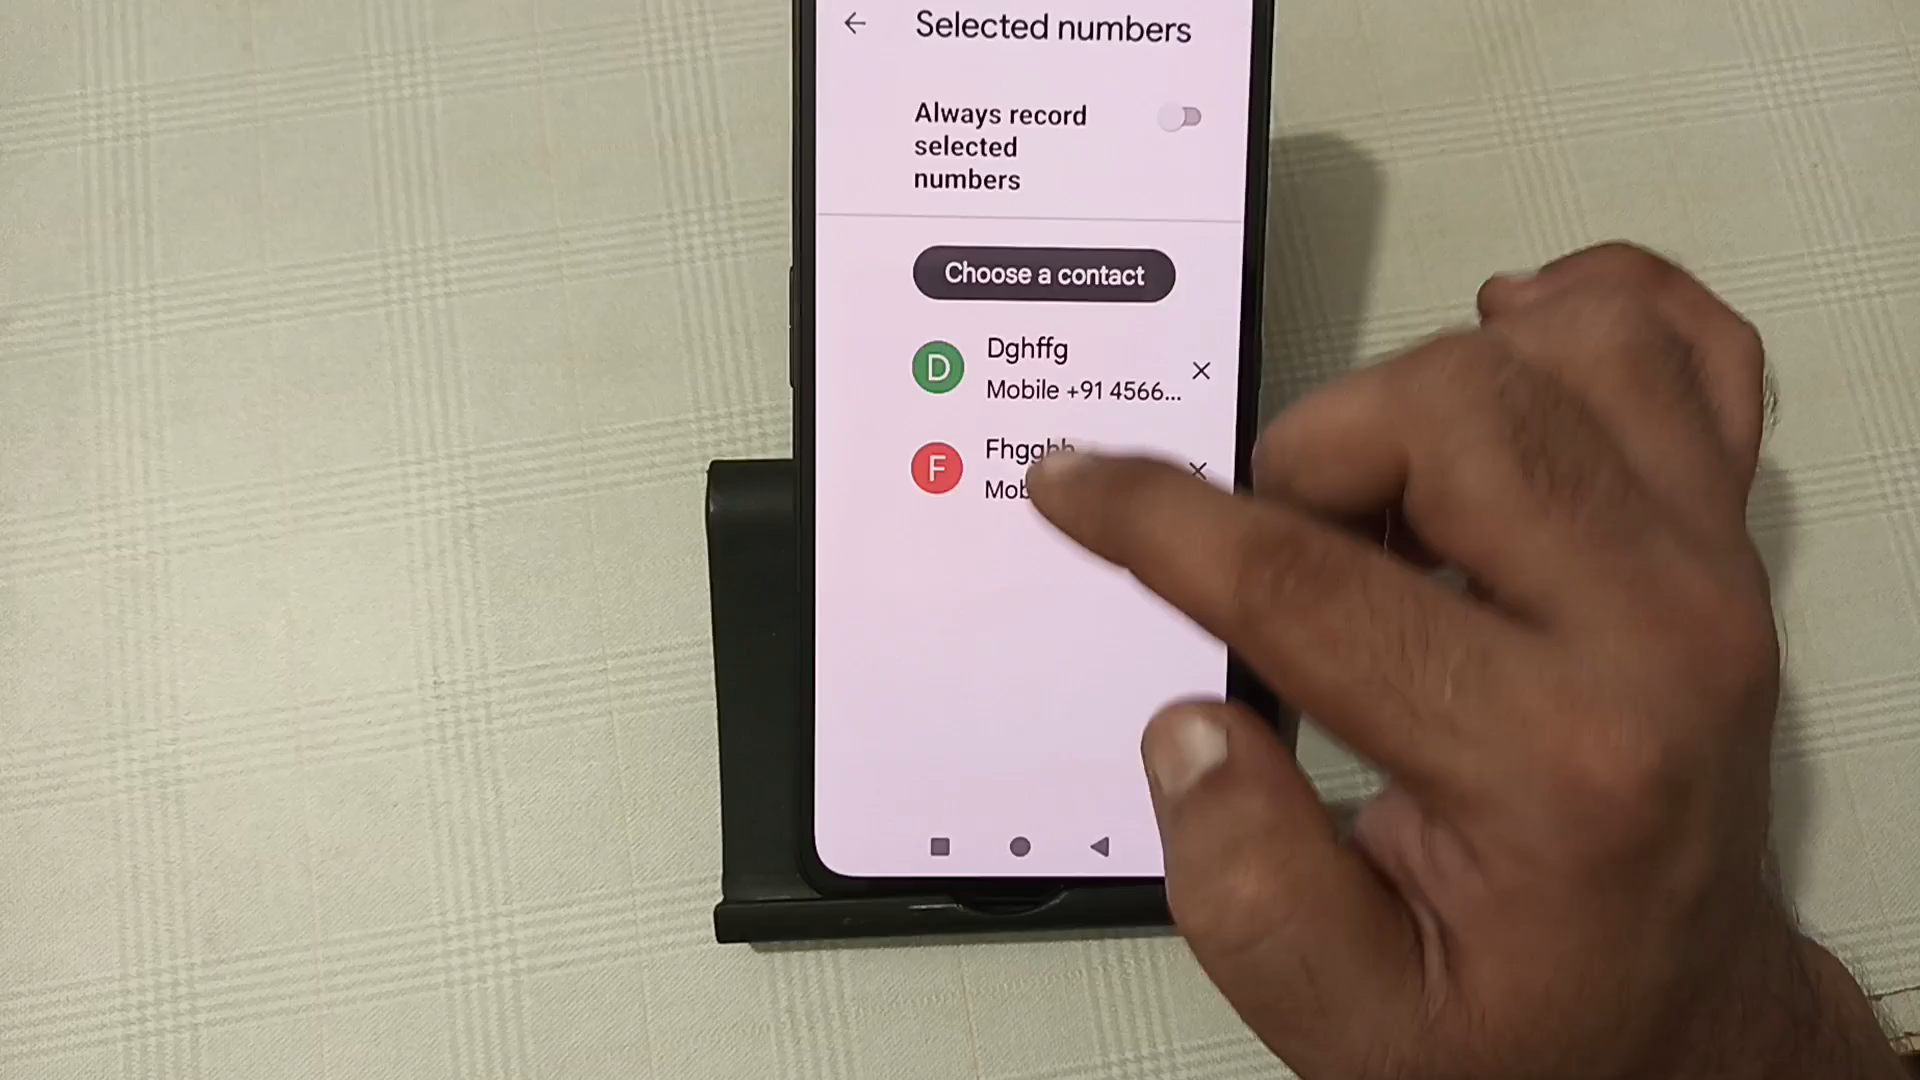 Selected numbers
Always record
selected
numbers
Choose a contact
D
Dghffg
Mobile +91 4566...
F